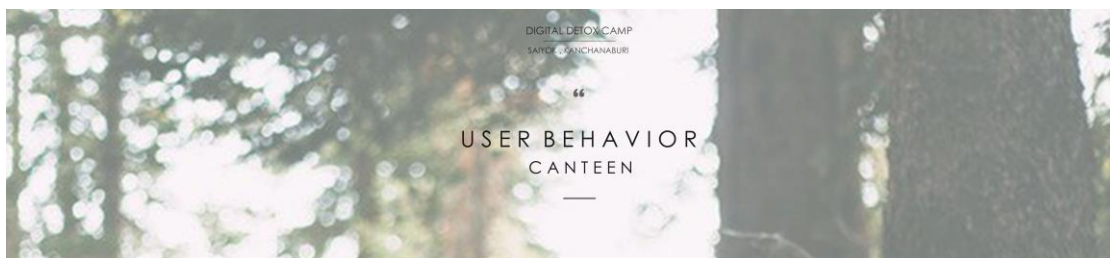 DIGITAL DETOX CAMP
SAIYOK , KANCHANABURI
“
USER BEHAVIOR
CANTEEN